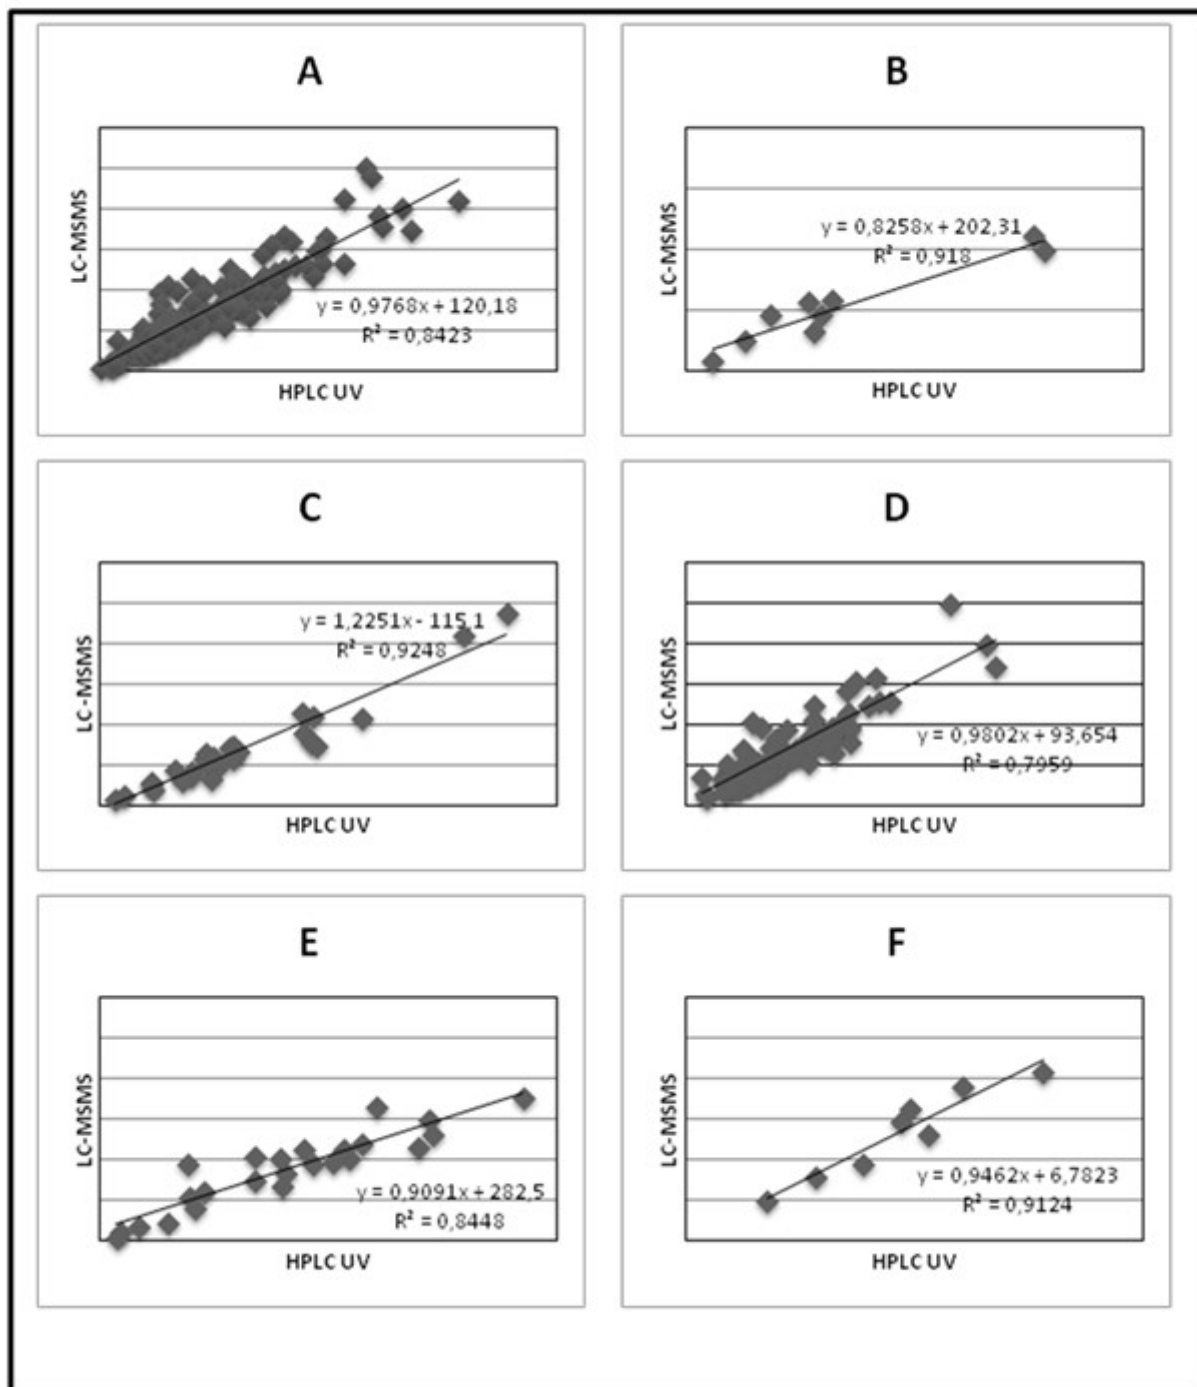 A
LC-MSMS
y = 0,9768x + 120,18
R² = 0,8423
HPLC UV
B
LC-MSMS
y = 0,8258x + 202,31
R² = 0,918
HPLC UV
C
LC-MSMS
y = 1,2251x - 115,1
R² = 0,9248
HPLC UV
D
LC-MSMS
y = 0,9802x + 93,654
R² = 0,7959
HPLC UV
E
LC-MSMS
y = 0,9091x + 282,5
R² = 0,8448
HPLC UV
F
LC-MSMS
y = 0,9462x + 6,7823
R² = 0,9124
HPLC UV